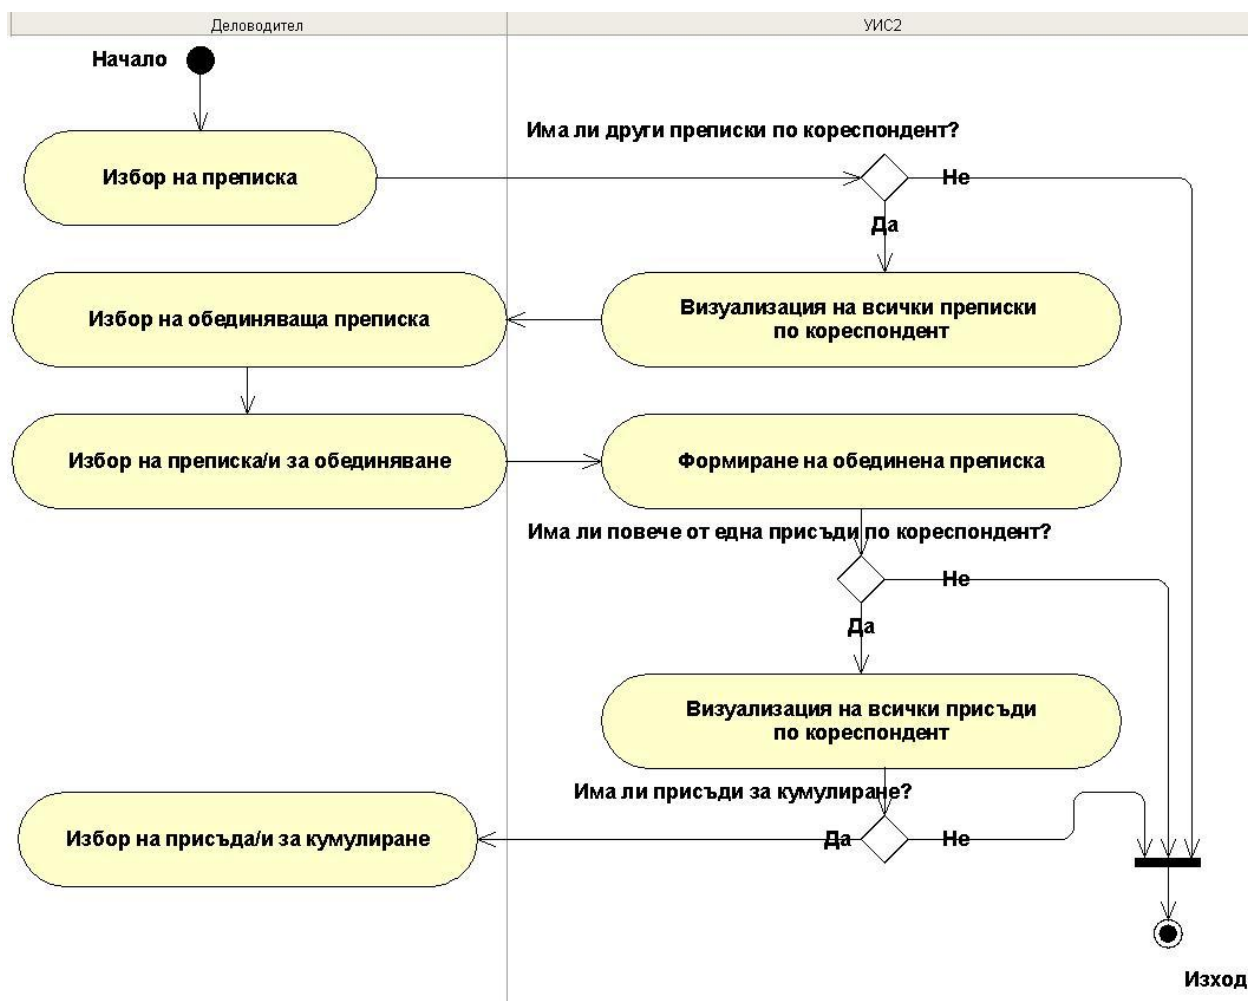 Деловодител
УИС2
Начало
Има ли други преписки по кореспондент?
Избор на преписка
Не
Да
Избор на обединяваща преписка
Визуализация на всички преписки
по кореспондент
Избор на преписка/и за обединяване
Формиране на обединена преписка
Има ли повече от една присъди по кореспондент?
Не
Да
Визуализация на всички присъди
по кореспондент
Има ли присъди за кумулиране?
Избор на присъда/и за кумулиране
Да
Не
Изход